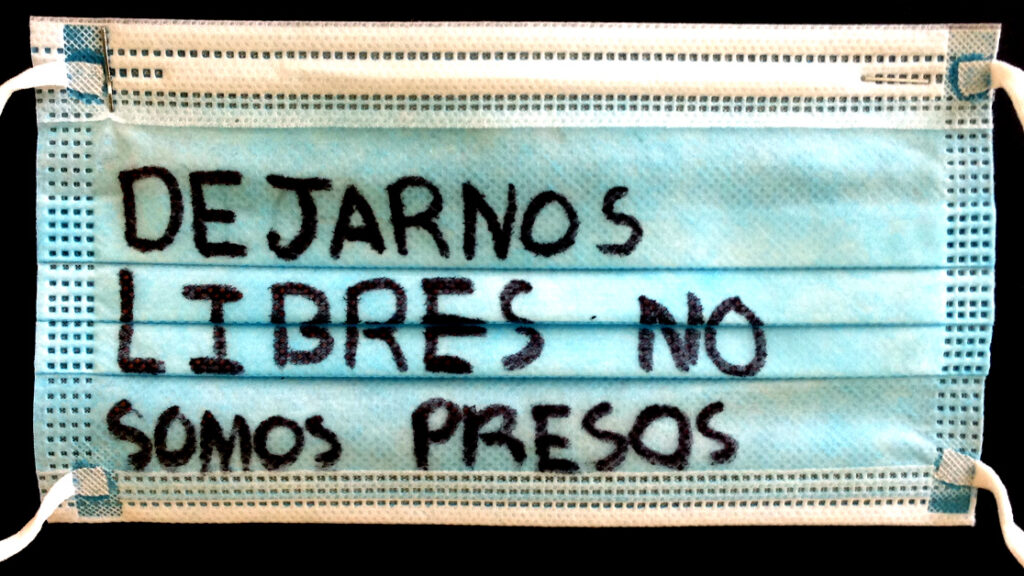 DEJARNOS
LIBRES NO
SOMOS PRESOS